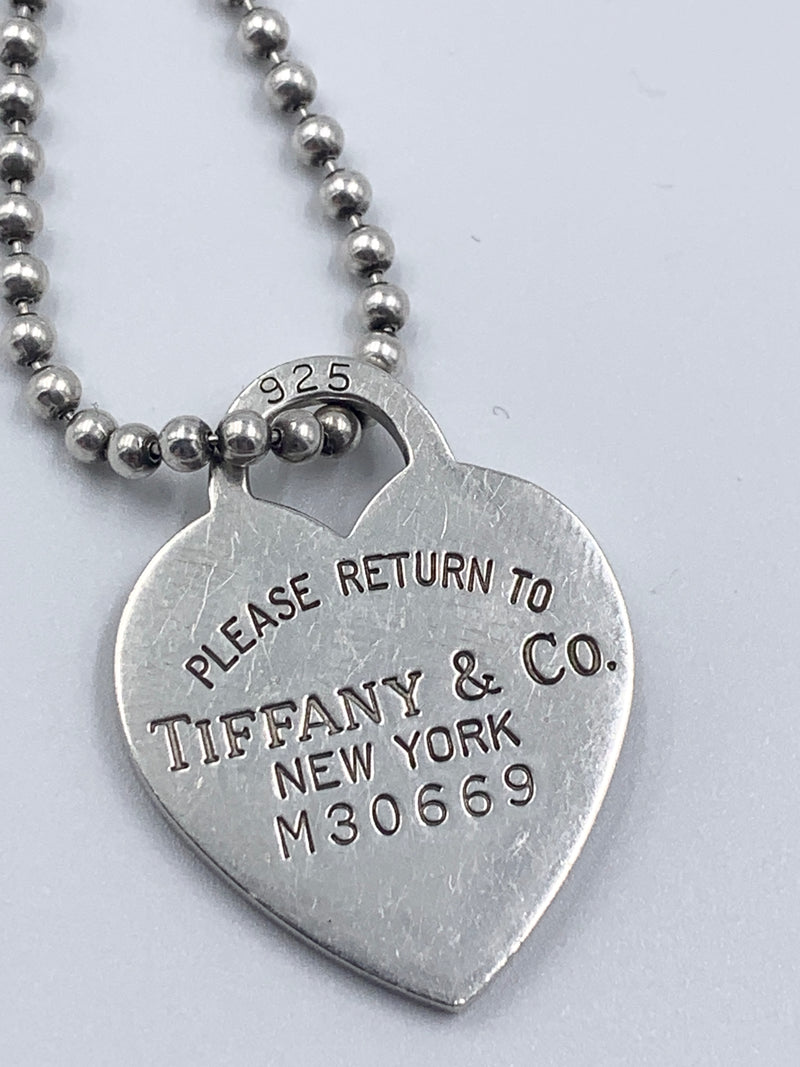 925
PLEASE RETURN TO
TIFFANY & CO.
NEW YORK
M30669